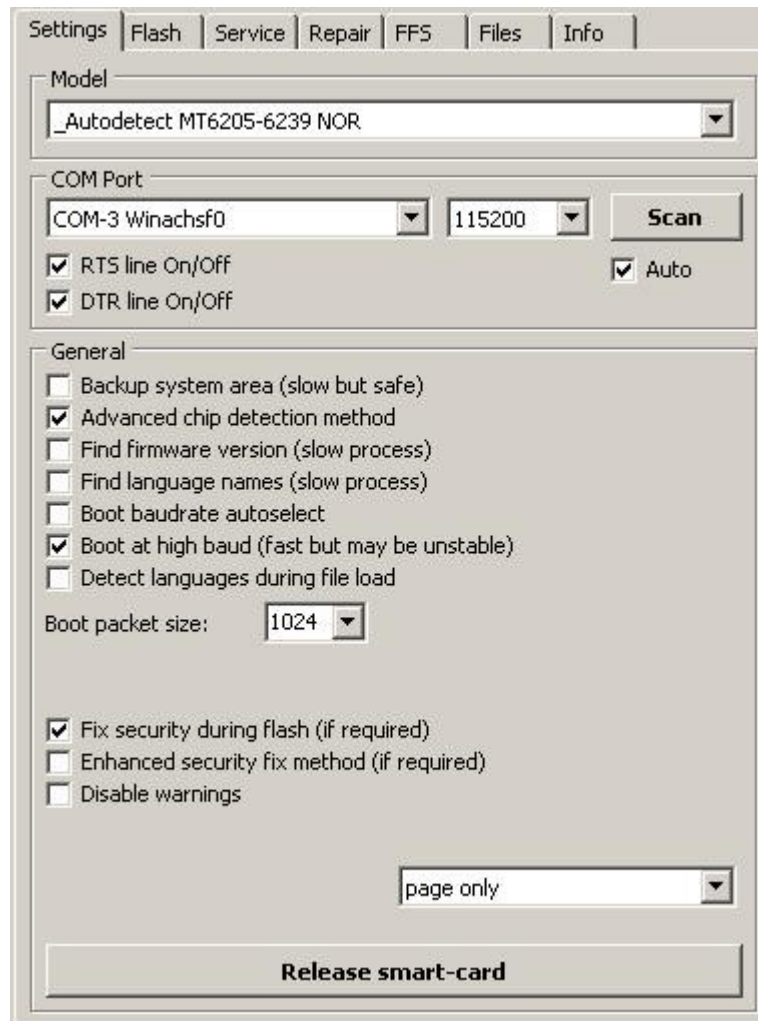 Settings Flash Service Repair FFS Files Info
Model
_Autodetect MT6205-6239 NOR
COM Port
COM-3 Winachsf0 115200 Scan
RTS line On/Off Auto
DTR line On/Off
General
Backup system area (slow but safe)
Advanced chip detection method
Find firmware version (slow process)
Find language names (slow process)
Boot baudrate autoselect
Boot at high baud (fast but may be unstable)
Detect languages during file load
Boot packet size: 1024
Fix security during flash (if required)
Enhanced security fix method (if required)
Disable warnings
page only
Release smart-card